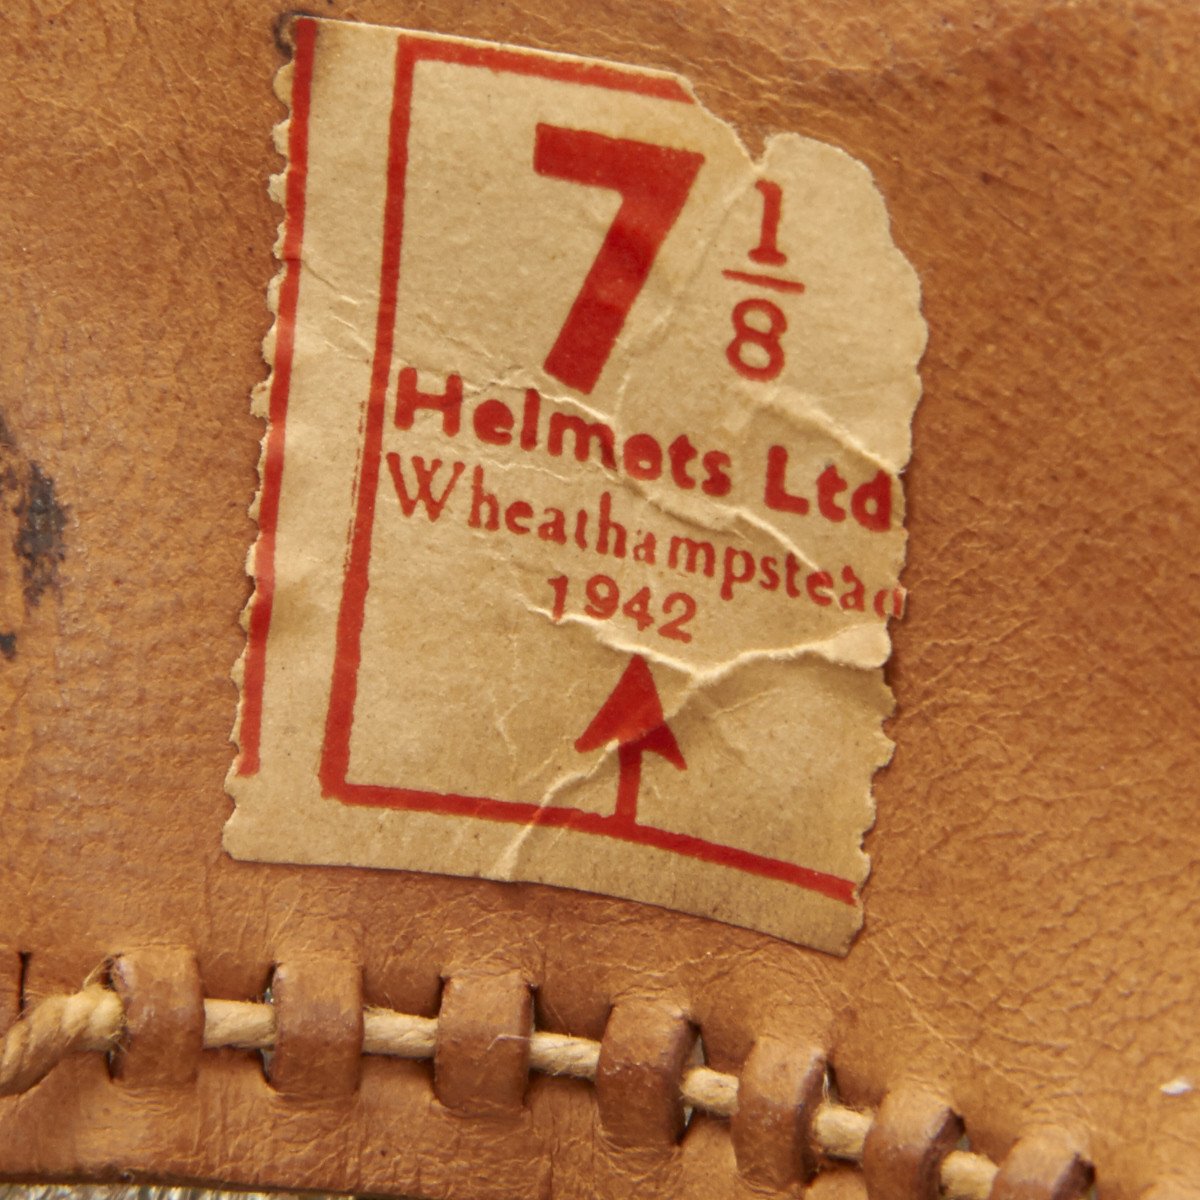 7 1/8
Helmets Ltd
Wheathampstead
1942